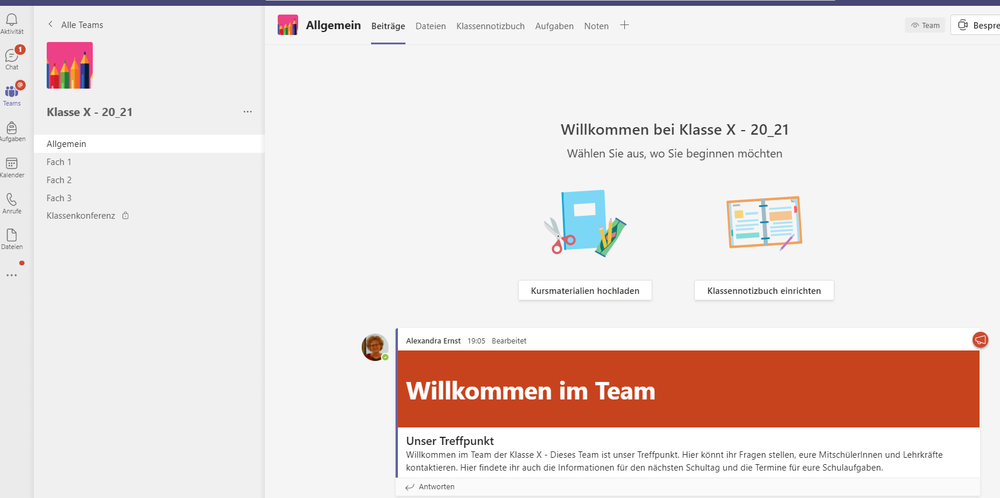 Aktivität
1
Chat
@
Teams
Aufgaben
Kalender
Anrufe
Dateien
Alle Teams
Klasse X - 20_21
Allgemein
Fach 1
Fach 2
Fach 3
Klassenkonferenz
Allgemein Beiträge Dateien Klassennotizbuch Aufgaben Noten
Team
Bespre
Willkommen bei Klasse X - 20_21
Wählen Sie aus, wo Sie beginnen möchten
Kursmaterialien hochladen
Klassennotizbuch einrichten
Alexandra Ernst 19:05 Bearbeitet
Willkommen im Team
Unser Treffpunkt
Willkommen im Team der Klasse X - Dieses Team ist unser Treffpunkt. Hier könnt ihr Fragen stellen, eure MitschülerInnen und Lehrkräfte
kontaktieren. Hier findete ihr auch die Informationen für den nächsten Schultag und die Termine für eure Schulaufgaben.
Antworten